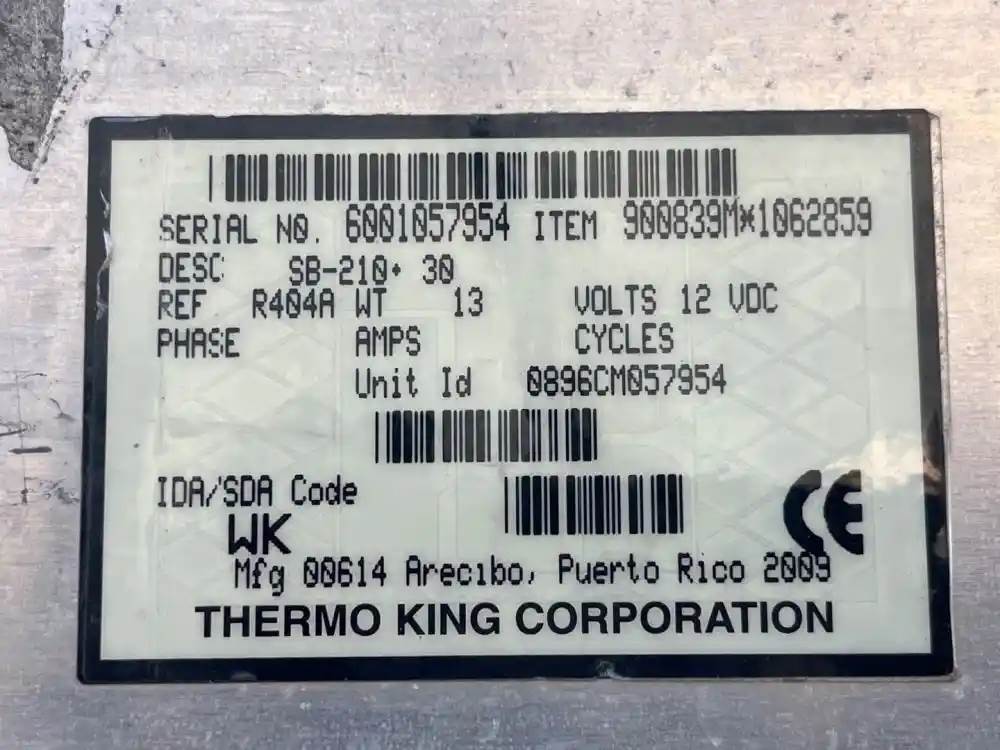 SERIAL NO. 6001057954 ITEM 900839M*1062859
DESC SB-210+ 30
REF R404A WT 13 VOLTS 12 VDC
PHASE AMPS CYCLES
Unit Id 0896CM057954
IDA/SDA Code
WK
CE
Mfg 00614 Arecibo, Puerto Rico 2009
THERMO KING CORPORATION